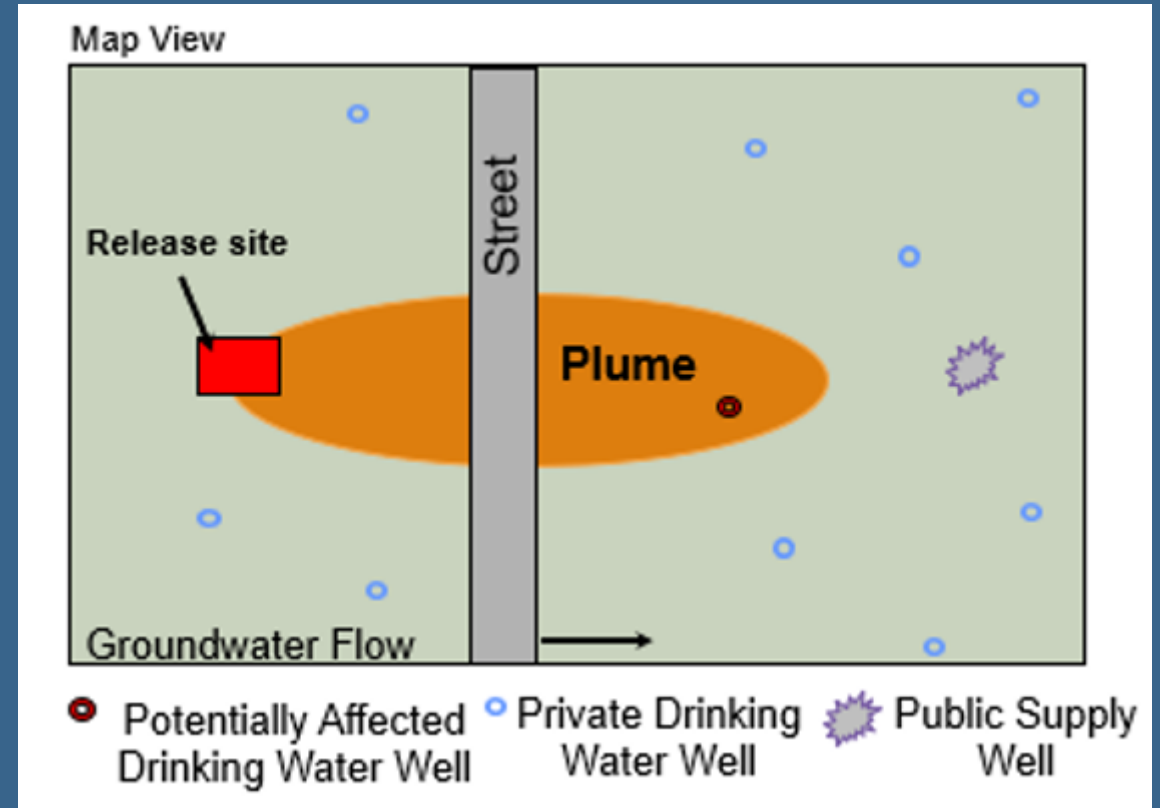 Map View
Street
Release site
Plume
Groundwater Flow
Potentially Affected
Drinking Water Well
Private Drinking
Water Well
Public Supply
Well